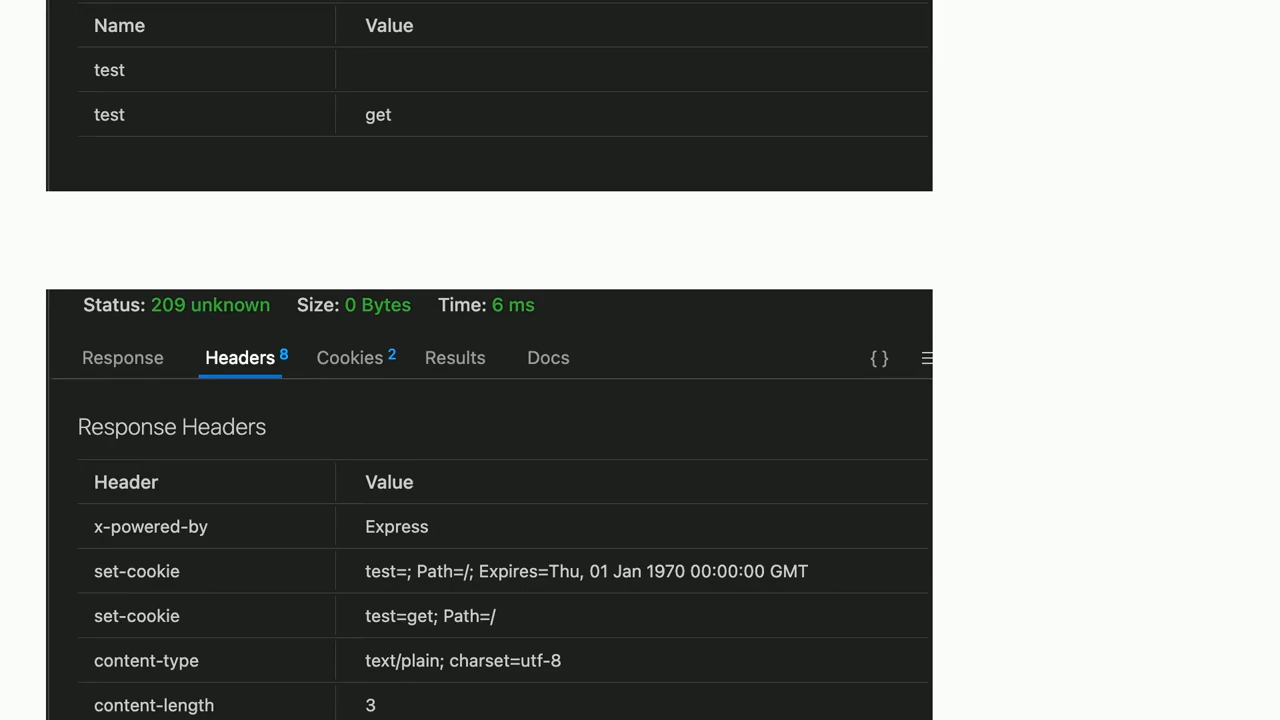 Name Value
test
test get
Status: 209 unknown Size: 0 Bytes Time: 6 ms
Response Headers 8 Cookies 2 Results Docs { }
Response Headers
Header Value
x-powered-by Express
set-cookie test=; Path=/; Expires=Thu, 01 Jan 1970 00:00:00 GMT
set-cookie test=get; Path=/
content-type text/plain; charset=utf-8
content-length 3